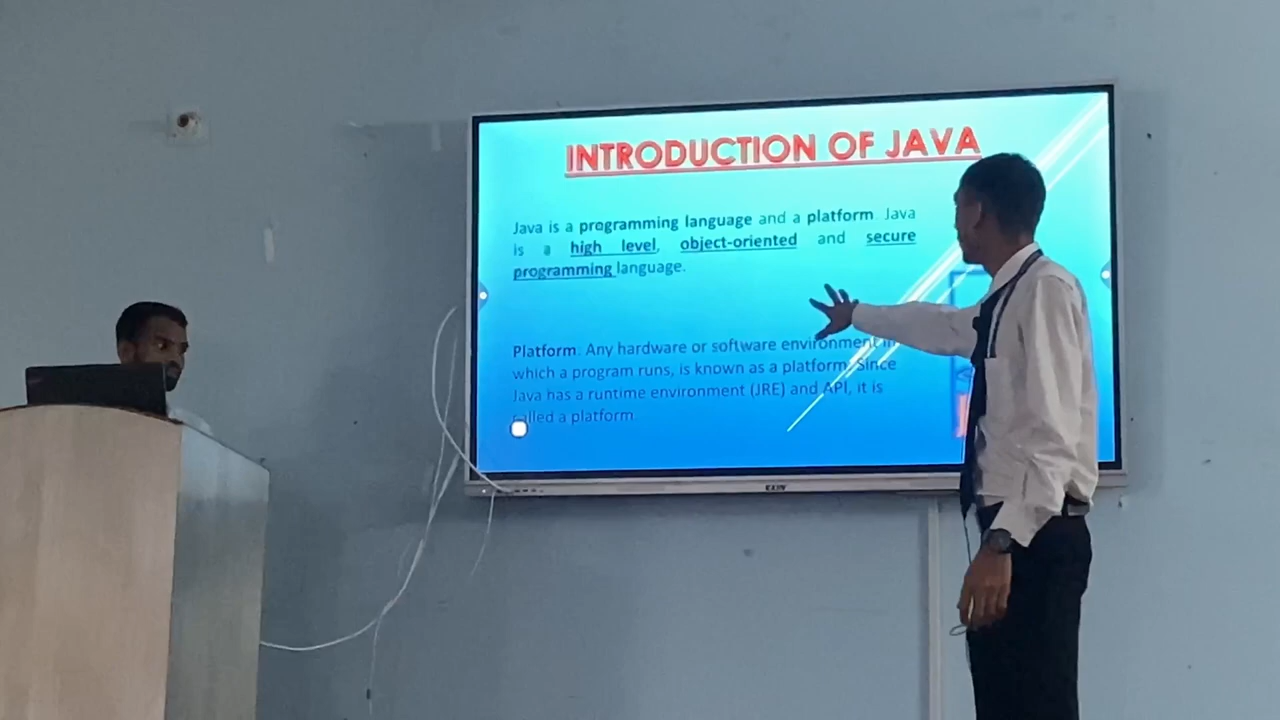 INTRODUCTION OF JAVA
Java is a programming language and a platform. Java
is a high level, object-oriented and secure
programming language.
Platform: Any hardware or software environment in
which a program runs, is known as a platform. Since
Java has a runtime environment (JRE) and API, it is
called a platform.